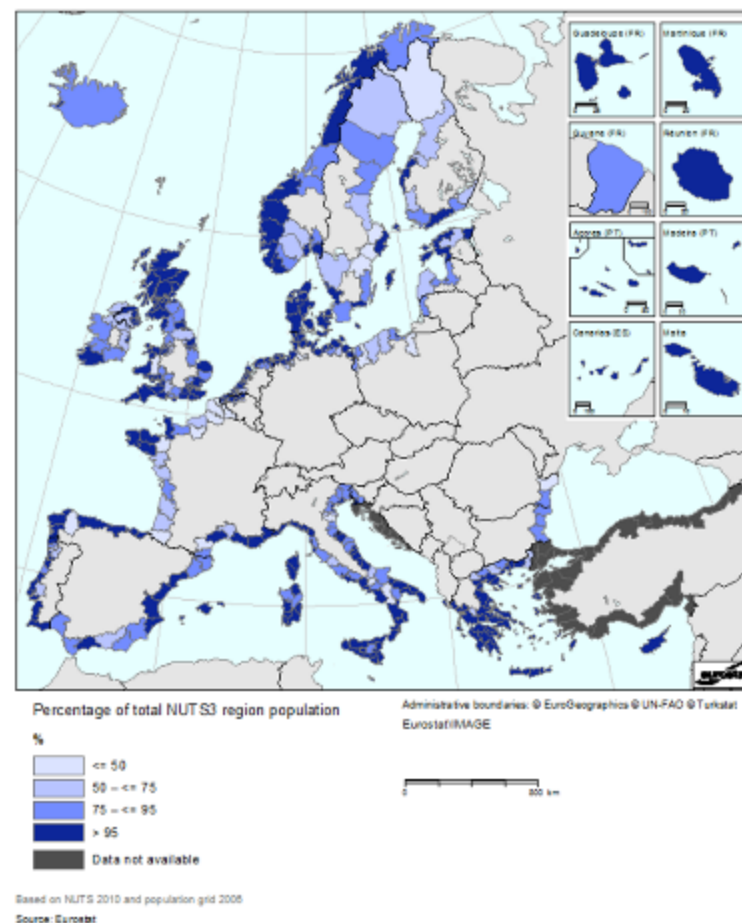 Guadeloupe (FR)
Martinique (FR)
Guyane (FR)
Réunion (FR)
Açores (PT)
Madeira (PT)
Canarias (ES)
Malta
eurostat
Percentage of total NUTS3 region population
%
<= 50
50 – <= 75
75 – <= 95
> 95
Data not available
Administrative boundaries: © EuroGeographics © UN-FAO © Turkstat
Eurostat/IMAGE
0 800 km
Based on NUTS 2010 and population grid 2006
Source: Eurostat